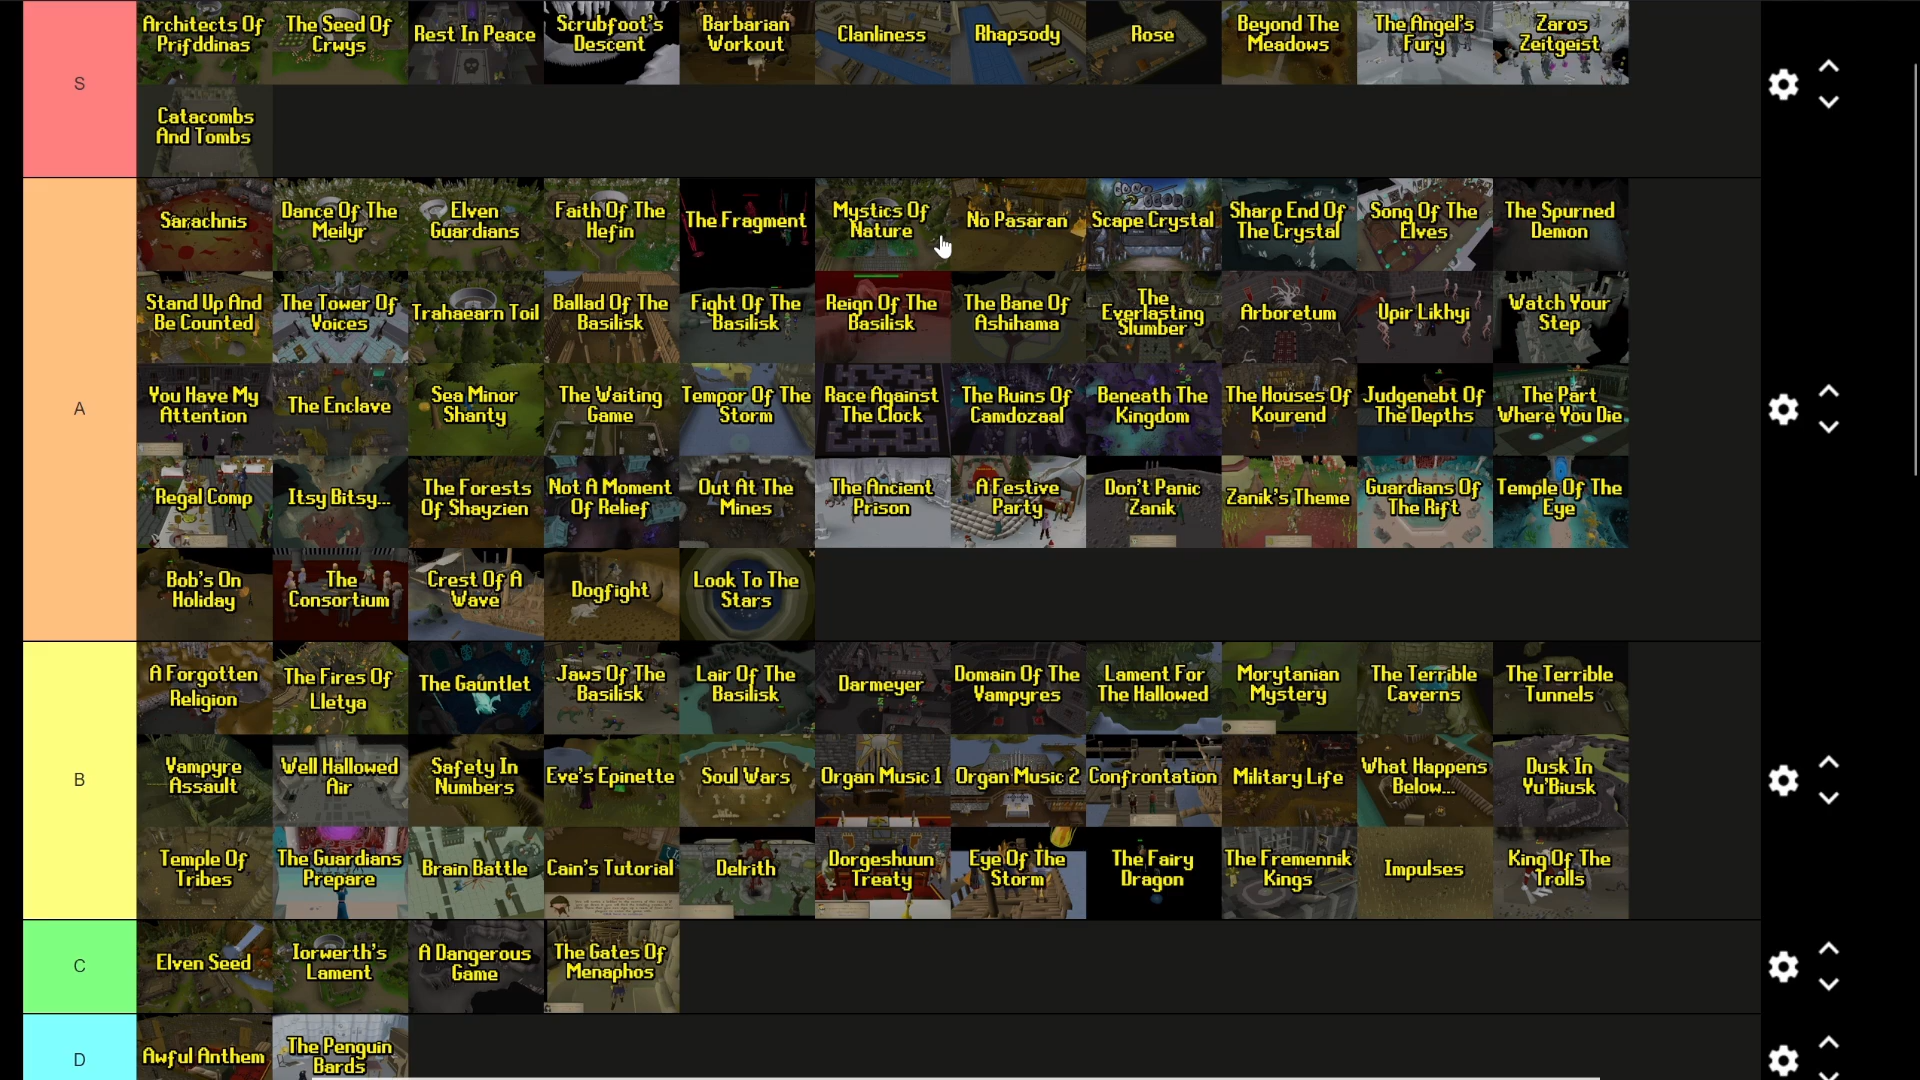 S
Architects Of
Prifddinas
The Seed Of
Crwys
Rest In Peace
Scrubfoot's
Descent
Barbarian
Workout
Clanliness
Rhapsody
Rose
Beyond The
Meadows
The Angel's
Fury
Zaros
Zeitgeist
Catacombs
And Tombs
A
Sarachnis
Dance Of The
Meilyr
Elven
Guardians
Faith Of The
Hefin
The Fragment
Mystics Of
Nature
No Pasaran
Scape Crystal
Sharp End Of
The Crystal
Song Of The
Elves
The Spurned
Demon
Stand Up And
Be Counted
The Tower Of
Voices
Trahaearn Toil
Ballad Of The
Basilisk
Fight Of The
Basilisk
Reign Of The
Basilisk
The Bane Of
Ashihama
The
Everlasting
Slumber
Arboretum
Upir Likhyi
Watch Your
Step
You Have My
Attention
The Enclave
Sea Minor
Shanty
The Waiting
Game
Tempor Of The
Storm
Race Against
The Clock
The Ruins Of
Camdozaal
Beneath The
Kingdom
The Houses Of
Kourend
Judgenebt Of
The Depths
The Part
Where You Die
Regal Comp
Itsy Bitsy...
The Forests
Of Shayzien
Not A Moment
Of Relief
Out At The
Mines
The Ancient
Prison
A Festive
Party
Don't Panic
Zanik
Zanik's Theme
Guardians Of
The Rift
Temple Of The
Eye
Bob's On
Holiday
The
Consortium
Crest Of A
Wave
Dogfight
Look To The
Stars
B
A Forgotten
Religion
The Fires Of
Lletya
The Gauntlet
Jaws Of The
Basilisk
Lair Of The
Basilisk
Darmeyer
Domain Of The
Vampyres
Lament For
The Hallowed
Morytanian
Mystery
The Terrible
Caverns
The Terrible
Tunnels
Vampyre
Assault
Well Hallowed
Air
Safety In
Numbers
Eve's Epinette
Soul Wars
Organ Music 1
Organ Music 2
Confrontation
Military Life
What Happens
Below...
Dusk In
Yu'Biusk
Temple Of
Tribes
The Guardians
Prepare
Brain Battle
Cain's Tutorial
Delrith
Dorgeshuun
Treaty
Eye Of The
Storm
The Fairy
Dragon
The Fremennik
Kings
Impulses
King Of The
Trolls
C
Elven Seed
Iorwerth's
Lament
A Dangerous
Game
The Gates Of
Menaphos
D
Awful Anthem
The Penguin
Bards